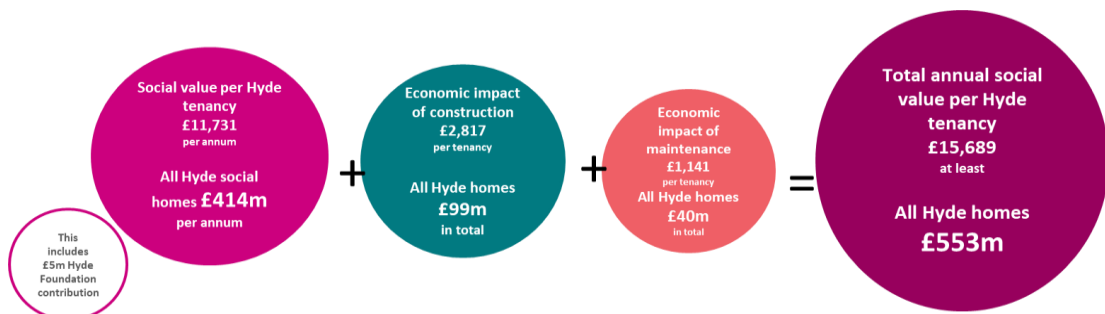 Social value per Hyde
tenancy
£11,731
per annum
All Hyde social
homes £414m
per annum
This
includes
£5m Hyde
Foundation
contribution
+
Economic impact
of construction
£2,817
per tenancy
All Hyde homes
£99m
in total
+
Economic
impact of
maintenance
£1,141
per tenancy
All Hyde homes
£40m
in total
=
Total annual social
value per Hyde
tenancy
£15,689
at least
All Hyde homes
£553m